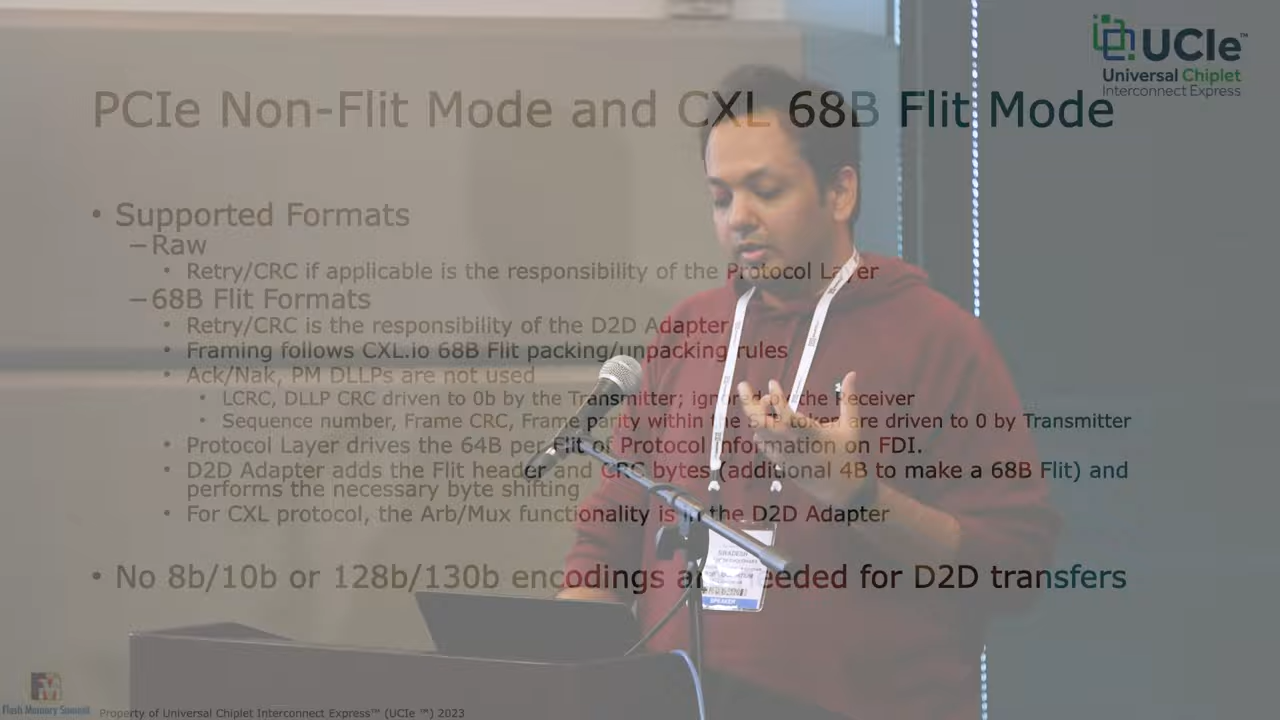 UCIe™
Universal Chiplet
Interconnect Express
PCIe Non-Flit Mode and CXL 68B Flit Mode
• Supported Formats
–Raw
• Retry/CRC if applicable is the responsibility of the Protocol Layer
–68B Flit Formats
• Retry/CRC is the responsibility of the D2D Adapter
• Framing follows CXL.io 68B Flit packing/unpacking rules
• Ack/Nak, PM DLLPs are not used
• LCRC, DLLP CRC driven to 0b by the Transmitter; ignored by the Receiver
• Sequence number, Frame CRC, Frame parity within the STP token are driven to 0 by Transmitter
• Protocol Layer drives the 64B per Flit of Protocol Information on FDI.
• D2D Adapter adds the Flit header and CRC bytes (additional 4B to make a 68B Flit) and
performs the necessary byte shifting
• For CXL protocol, the Arb/Mux functionality is in the D2D Adapter
SWADESH
SPEAKER
• No 8b/10b or 128b/130b encodings are needed for D2D transfers
Flash Memory Summit
Property of Universal Chiplet Interconnect Express™ (UCIe ™) 2023